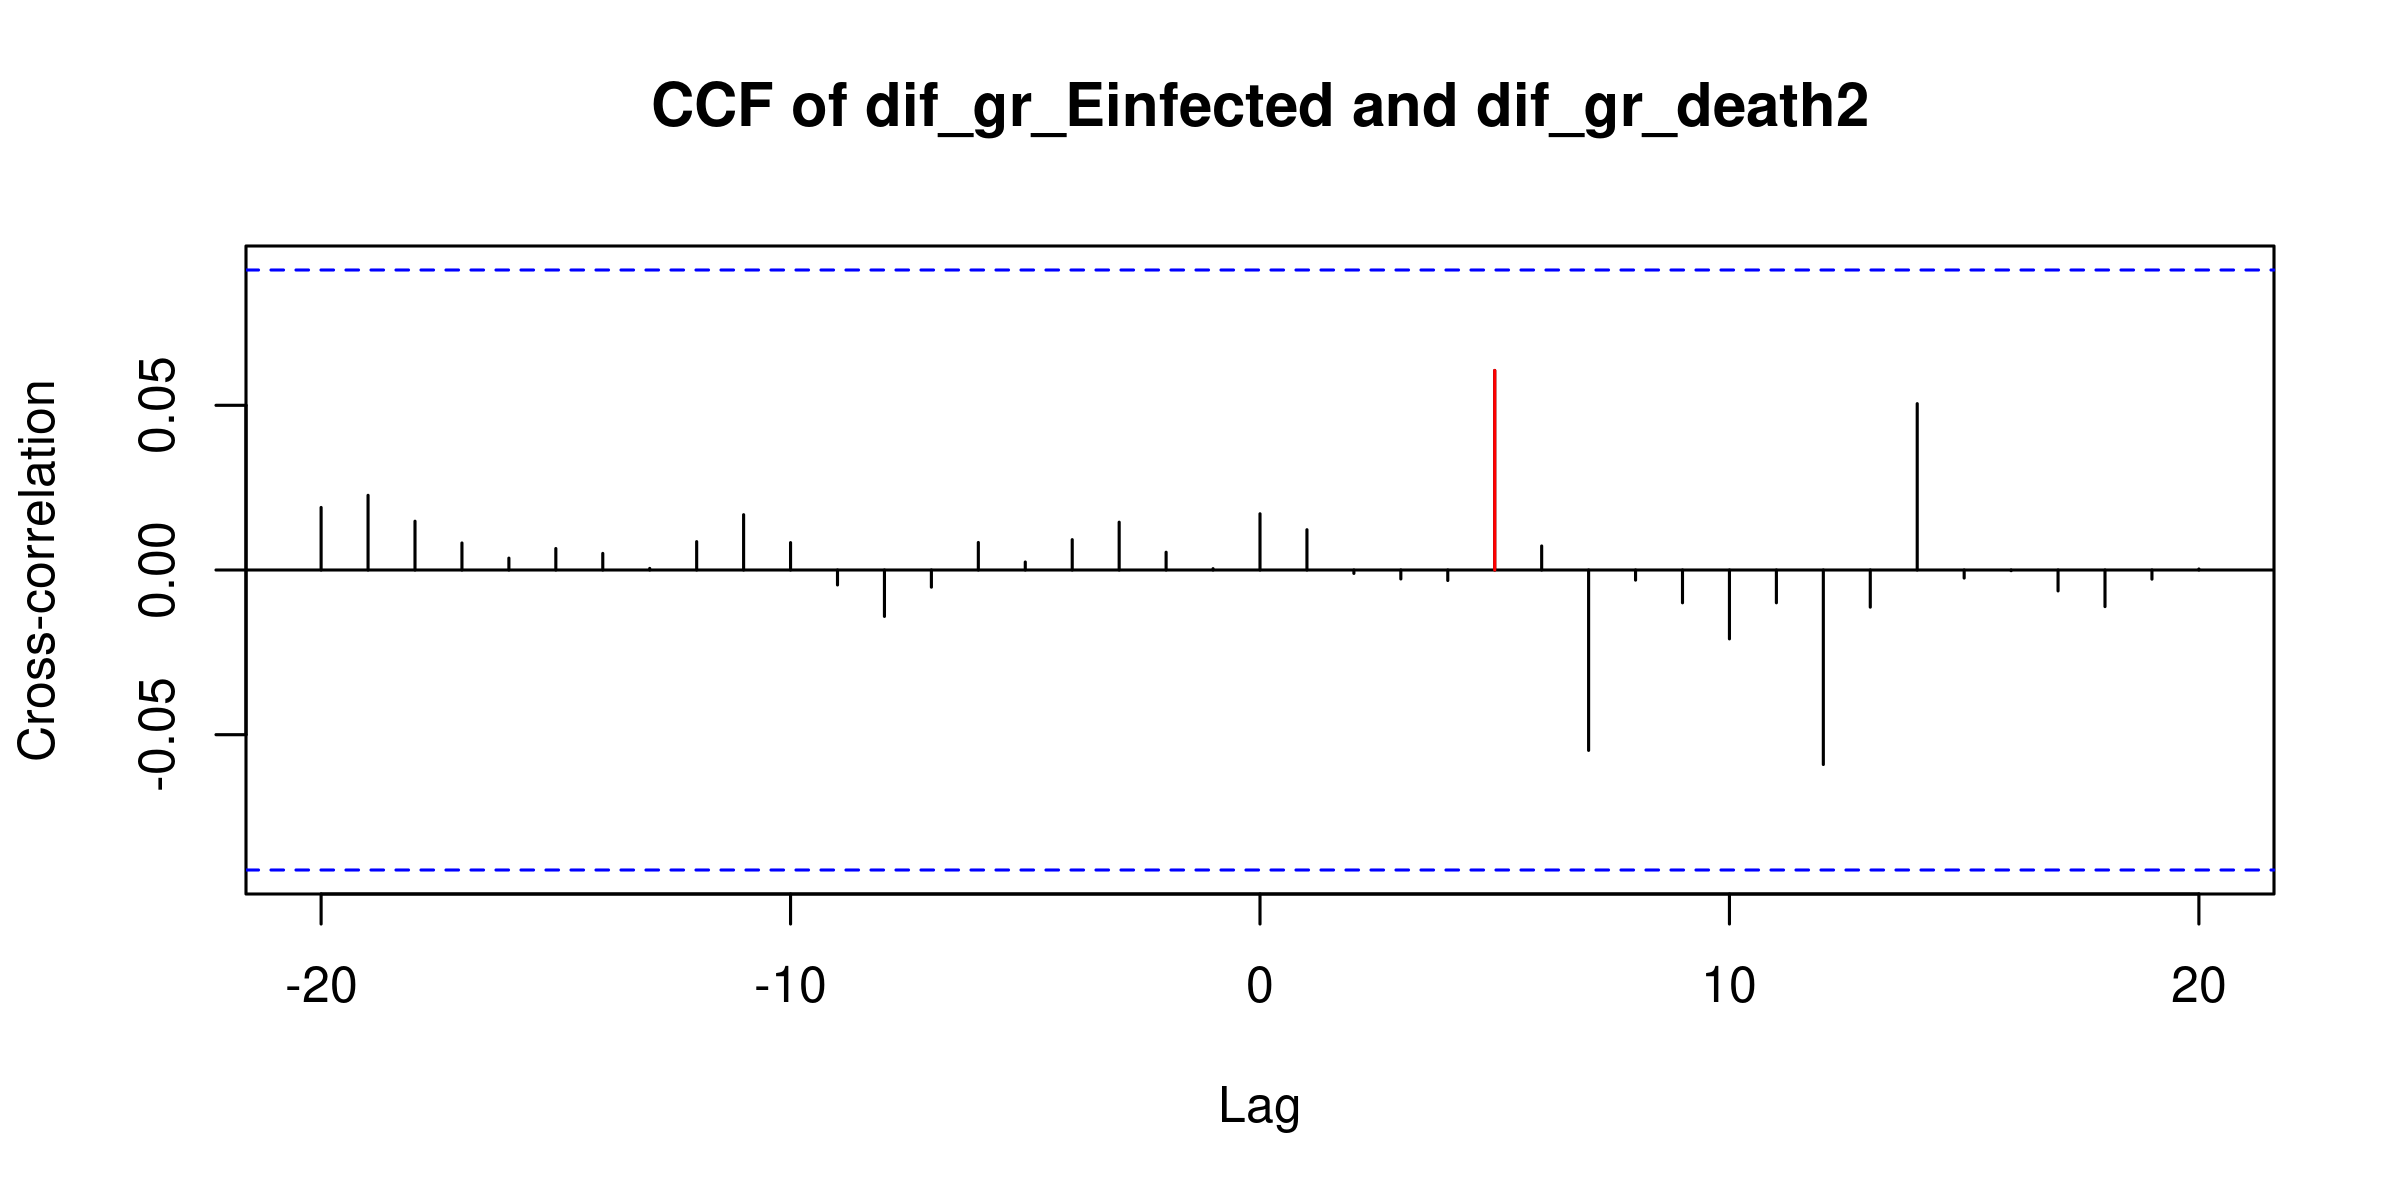 CCF of dif_gr_Einfected and dif_gr_death2
Cross-correlation
0.05
0.00
-0.05
-20 -10 0 10 20
Lag